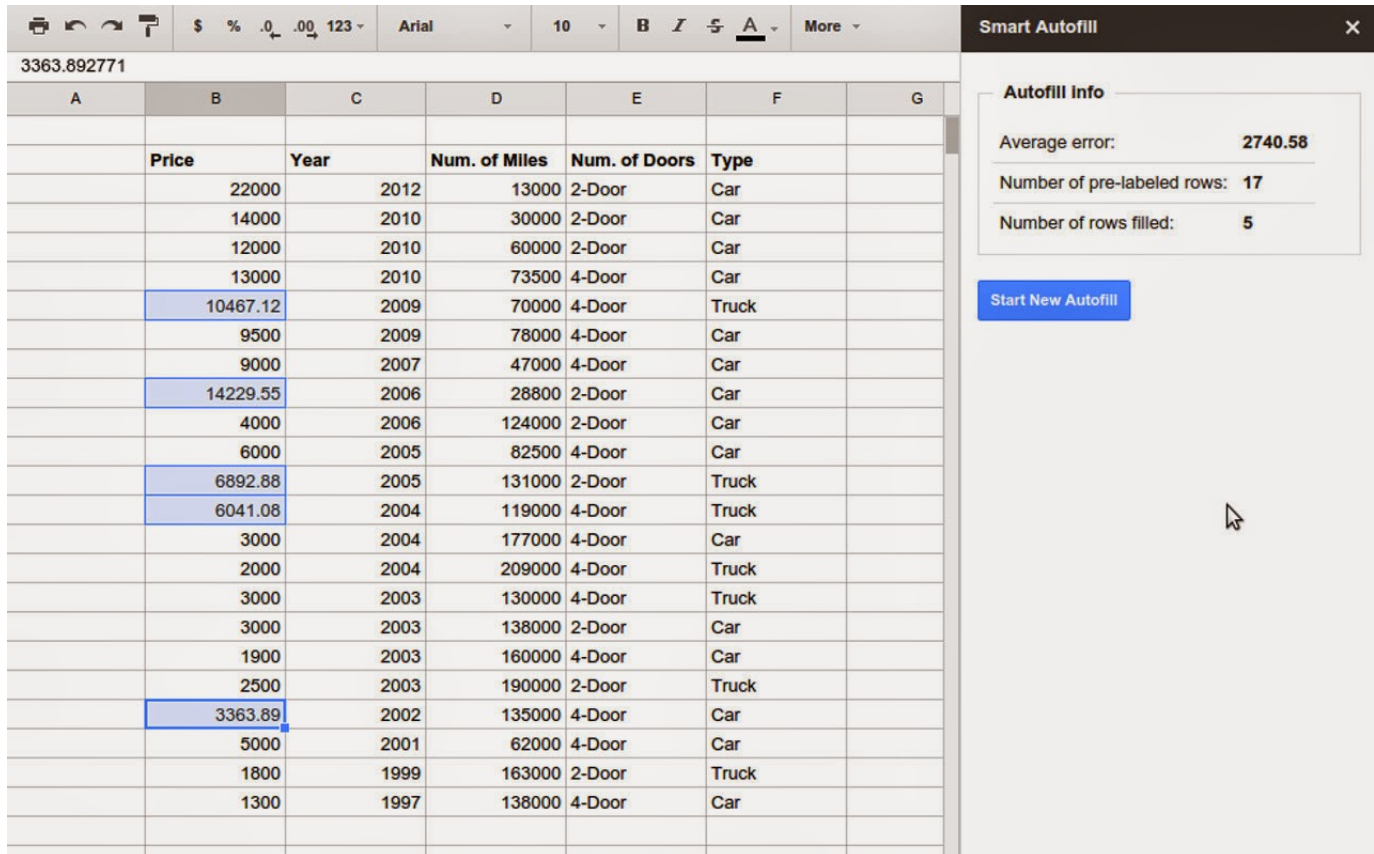 $ % .0 .00 123 Arial 10 B I S A More
Smart Autofill
3363.892771
A B C D E F G
Autofill info
Average error: 2740.58
Number of pre-labeled rows: 17
Number of rows filled: 5
Start New Autofill
Price Year Num. of Miles Num. of Doors Type
22000 2012 13000 2-Door Car
14000 2010 30000 2-Door Car
12000 2010 60000 2-Door Car
13000 2010 73500 4-Door Car
10467.12 2009 70000 4-Door Truck
9500 2009 78000 4-Door Car
9000 2007 47000 4-Door Car
14229.55 2006 28800 2-Door Car
4000 2006 124000 2-Door Car
6000 2005 82500 4-Door Car
6892.88 2005 131000 2-Door Truck
6041.08 2004 119000 4-Door Truck
3000 2004 177000 4-Door Car
2000 2004 209000 4-Door Truck
3000 2003 130000 4-Door Truck
3000 2003 138000 2-Door Car
1900 2003 160000 4-Door Car
2500 2003 190000 2-Door Truck
3363.89 2002 135000 4-Door Car
5000 2001 62000 4-Door Car
1800 1999 163000 2-Door Truck
1300 1997 138000 4-Door Car